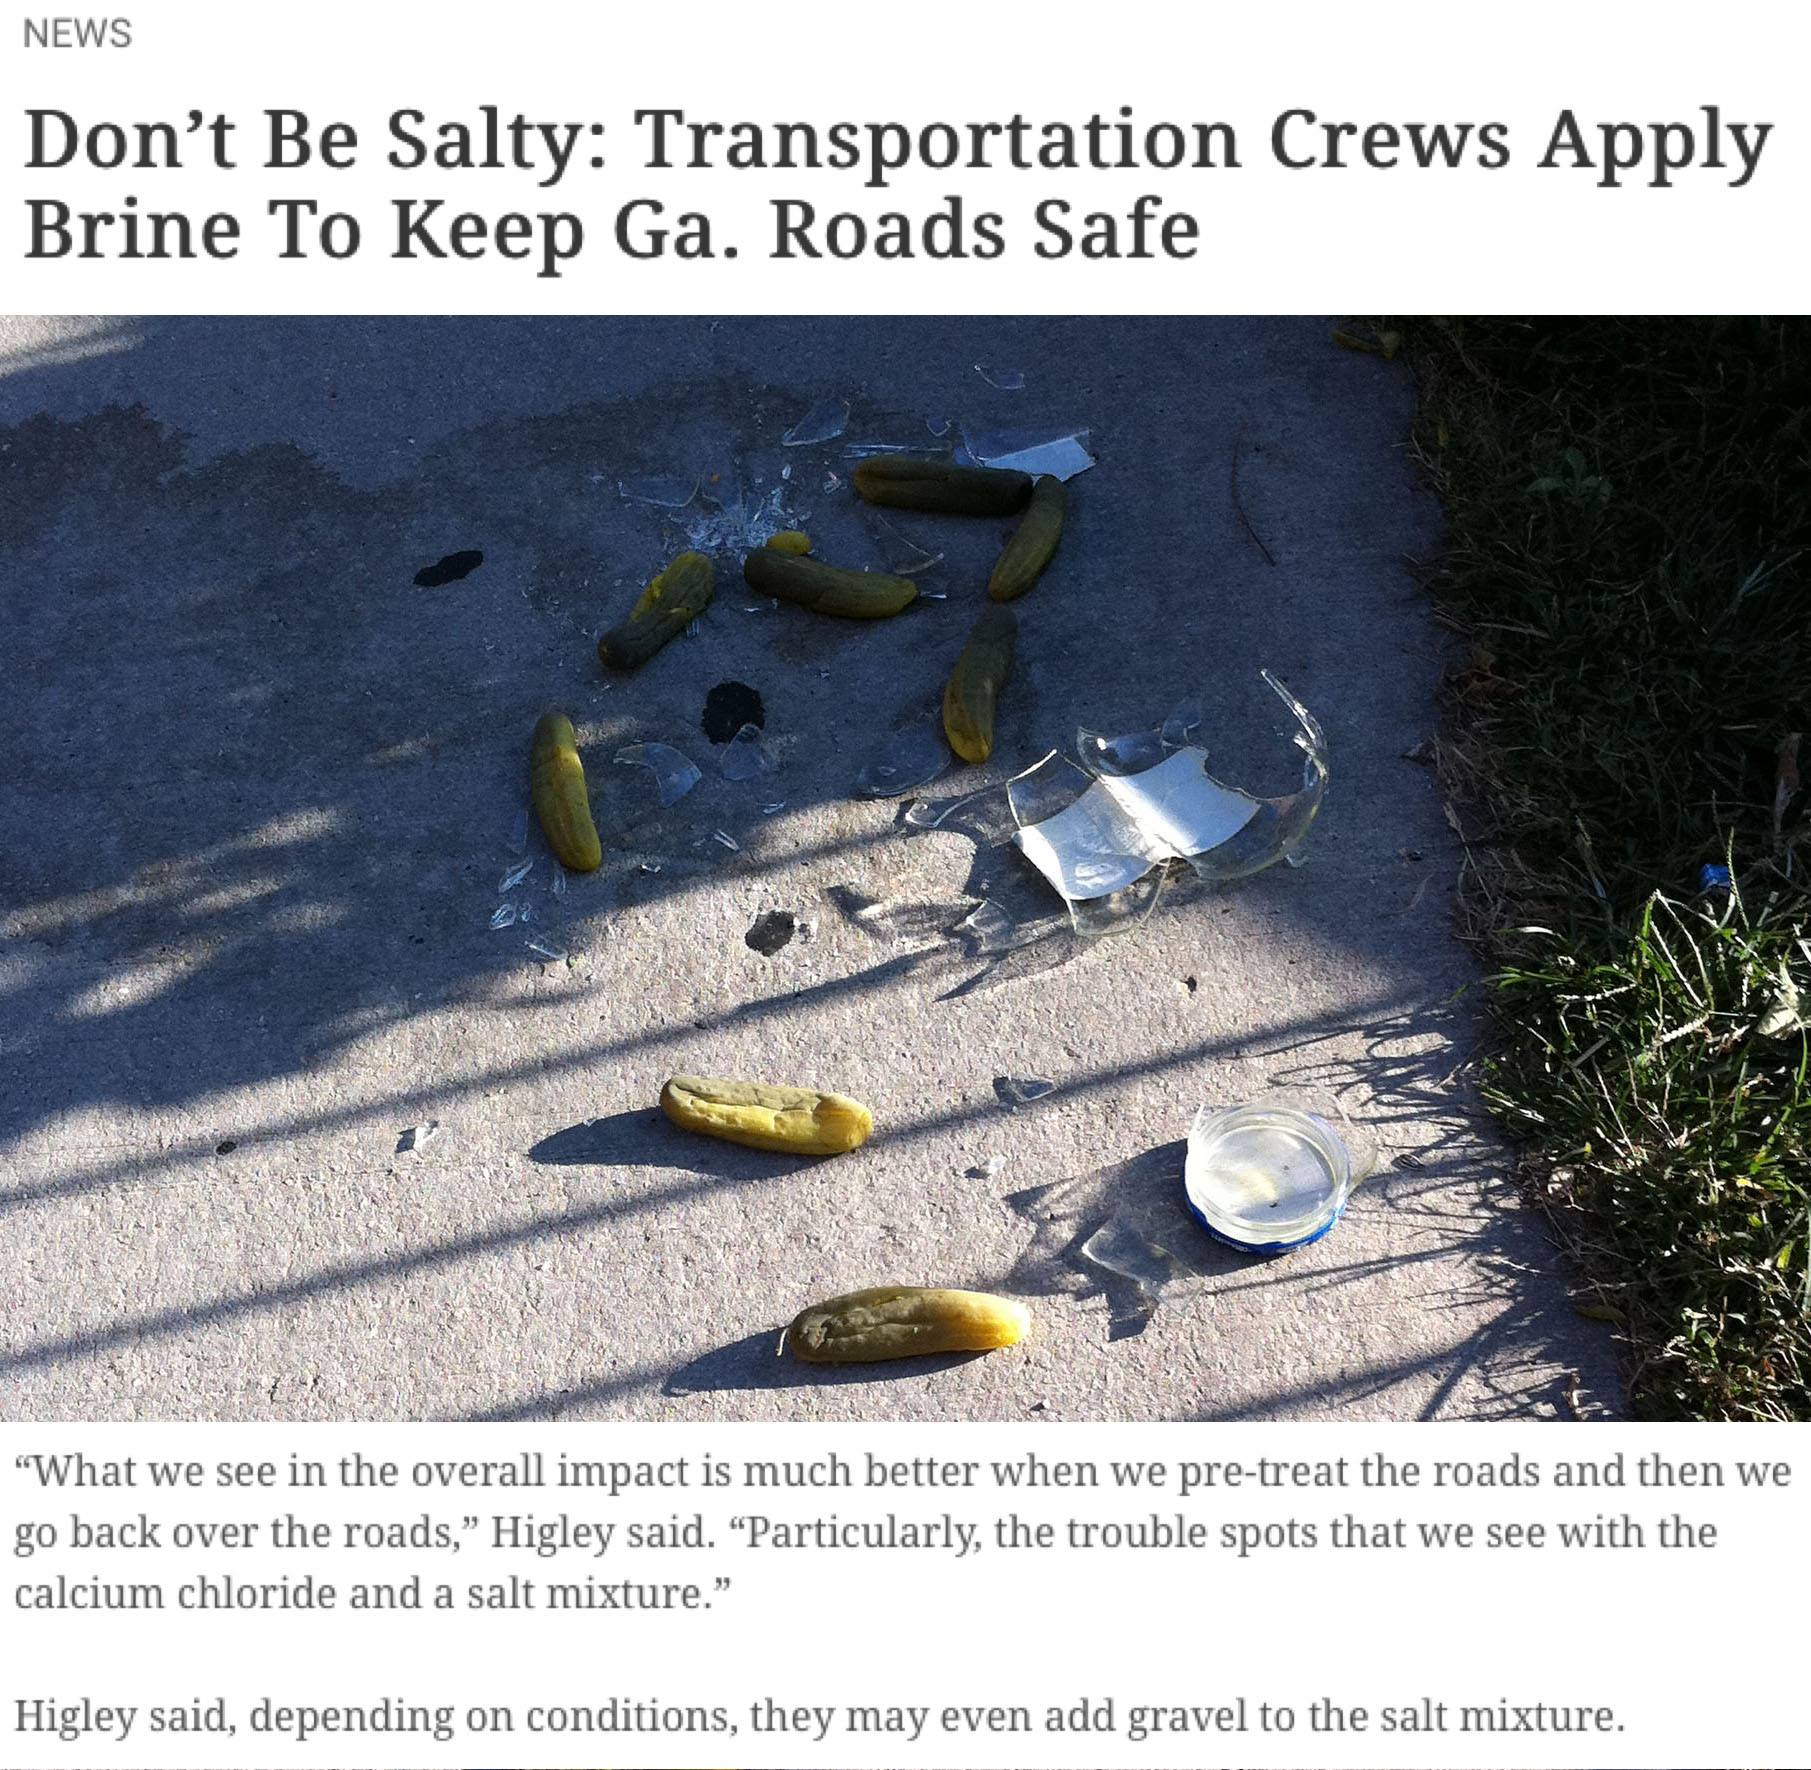 NEWS
Don’t Be Salty: Transportation Crews Apply
Brine To Keep Ga. Roads Safe
“What we see in the overall impact is much better when we pre-treat the roads and then we
go back over the roads,” Higley said. “Particularly, the trouble spots that we see with the
calcium chloride and a salt mixture.”
Higley said, depending on conditions, they may even add gravel to the salt mixture.